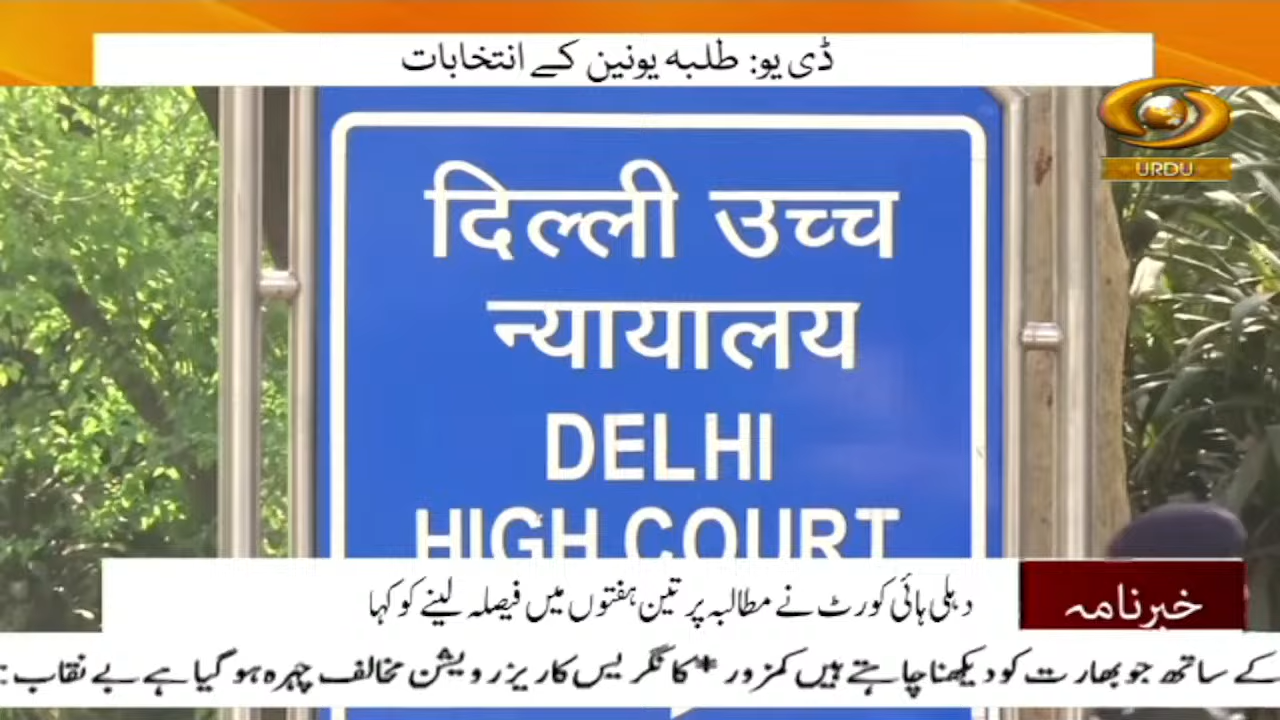 ڈی یو: طلبہ یونین کے انتخابات
URDU
दिल्ली उच्च
न्यायालय
DELHI
HIGH COURT
دہلی ہائی کورٹ نے مطالبہ پر تین ہفتوں میں فیصلہ لینے کو کہا
خبرنامہ
کے ساتھ جو بھارت کو دیکھنا چاہتے ہیں کمزور *کانگریس کا ریزرویشن مخالف چہرہ ہو گیا ہے بے نقاب :